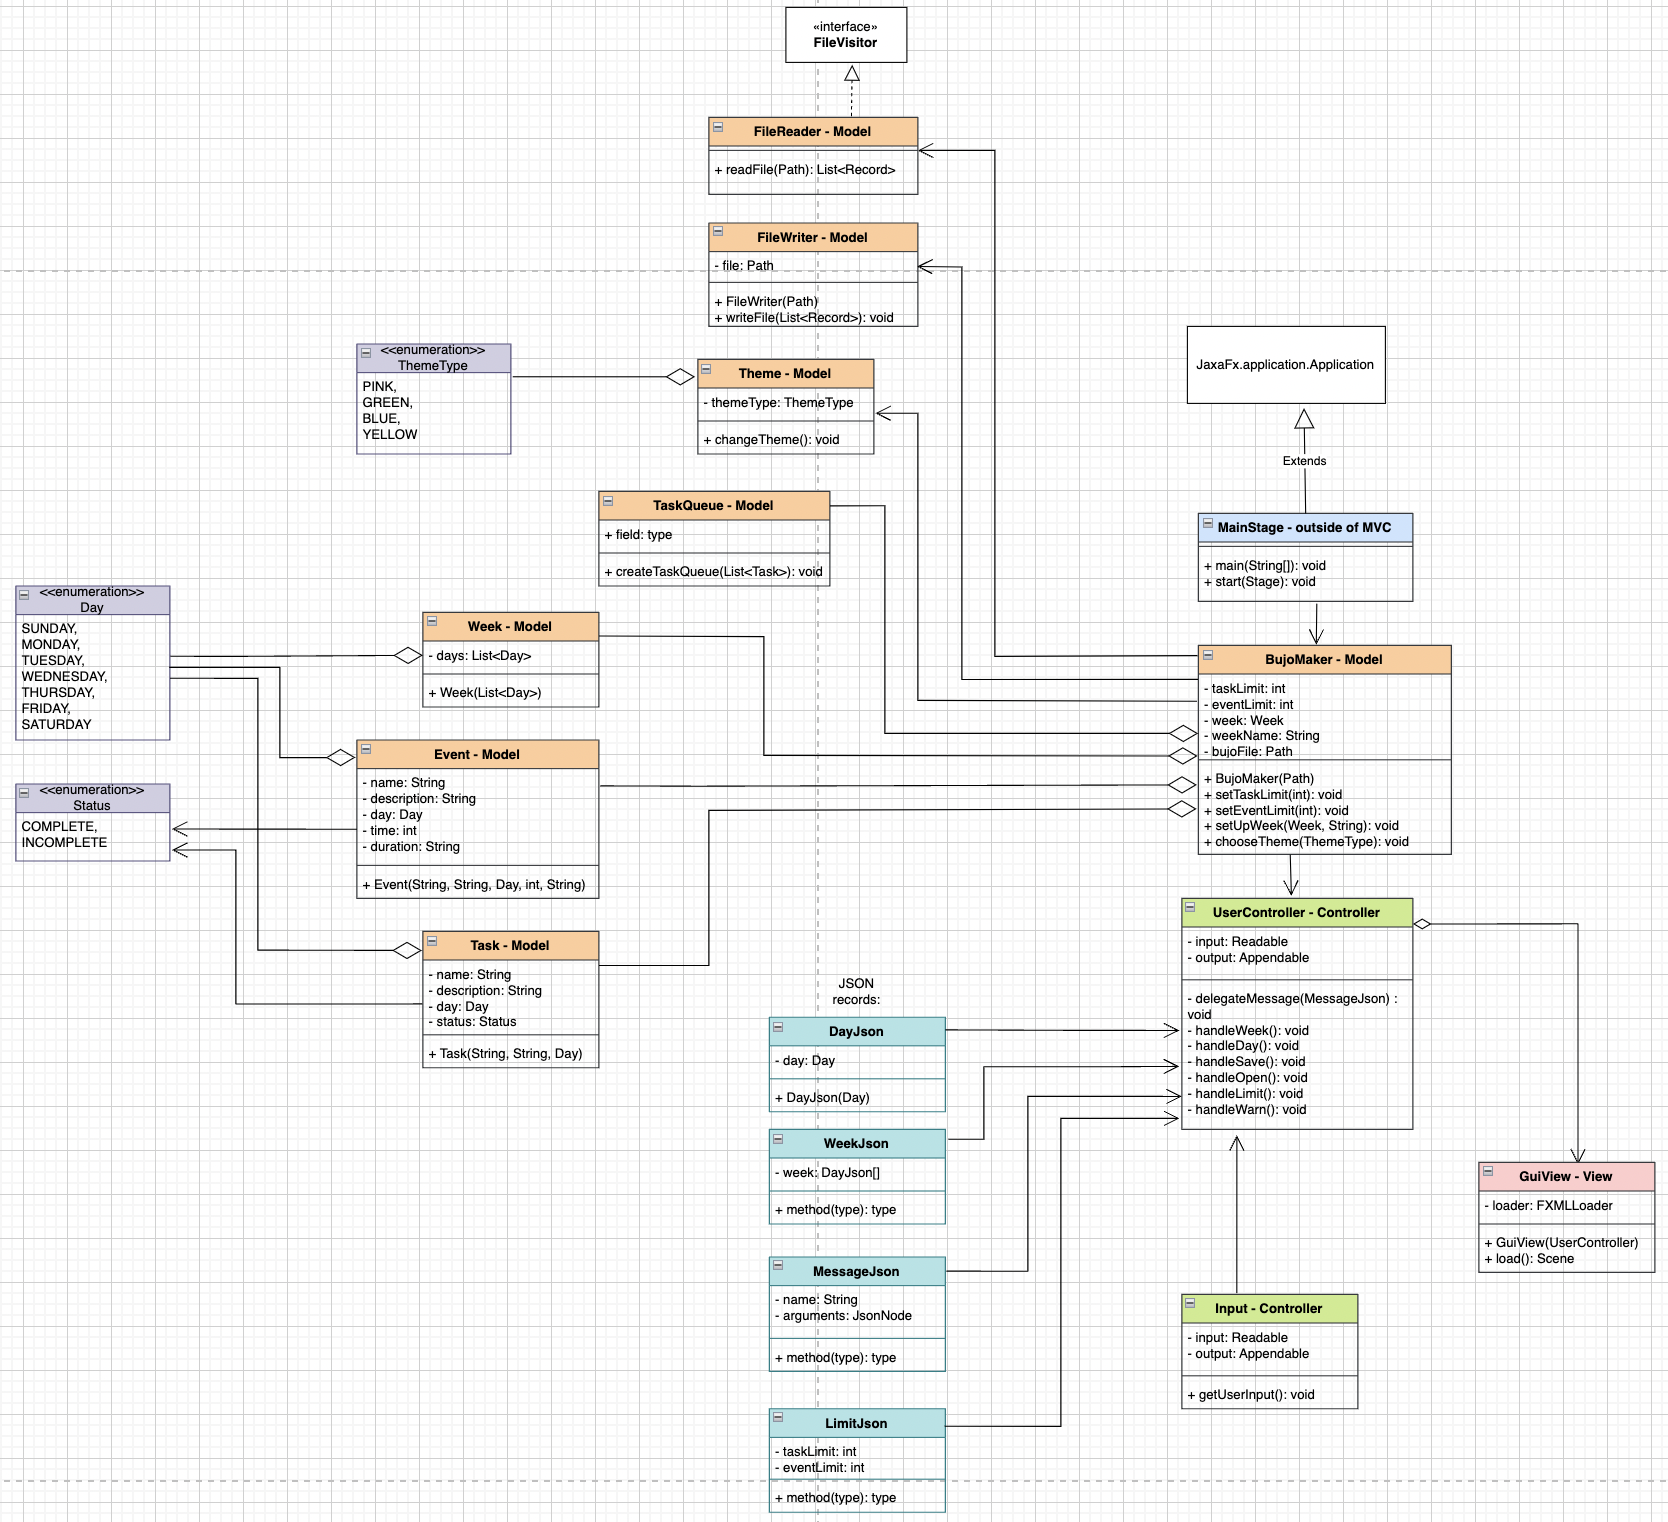 «interface»
FileVisitor
FileReader - Model
+ readFile(Path): List<Record>
FileWriter - Model
- file: Path
+ FileWriter(Path)
+ writeFile(List<Record>): void
<<enumeration>>
ThemeType
PINK,
GREEN,
BLUE,
YELLOW
Theme - Model
- themeType: ThemeType
+ changeTheme(): void
JaxaFx.application.Application
Extends
TaskQueue - Model
+ field: type
+ createTaskQueue(List<Task>): void
MainStage - outside of MVC
+ main(String[]): void
+ start(Stage): void
<<enumeration>>
Day
SUNDAY,
MONDAY,
TUESDAY,
WEDNESDAY,
THURSDAY,
FRIDAY,
SATURDAY
Week - Model
- days: List<Day>
+ Week(List<Day>)
BujoMaker - Model
- taskLimit: int
- eventLimit: int
- week: Week
- weekName: String
- bujoFile: Path
+ BujoMaker(Path)
+ setTaskLimit(int): void
+ setEventLimit(int): void
+ setUpWeek(Week, String): void
+ chooseTheme(ThemeType): void
Event - Model
- name: String
- description: String
- day: Day
- time: int
- duration: String
+ Event(String, String, Day, int, String)
<<enumeration>>
Status
COMPLETE,
INCOMPLETE
Task - Model
- name: String
- description: String
- day: Day
- status: Status
+ Task(String, String, Day)
UserController - Controller
- input: Readable
- output: Appendable
- delegateMessage(MessageJson) :
void
- handleWeek(): void
- handleDay(): void
- handleSave(): void
- handleOpen(): void
- handleLimit(): void
- handleWarn(): void
JSON
records:
DayJson
- day: Day
+ DayJson(Day)
WeekJson
- week: DayJson[]
+ method(type): type
GuiView - View
- loader: FXMLLoader
+ GuiView(UserController)
+ load(): Scene
MessageJson
- name: String
- arguments: JsonNode
+ method(type): type
Input - Controller
- input: Readable
- output: Appendable
+ getUserInput(): void
LimitJson
- taskLimit: int
- eventLimit: int
+ method(type): type